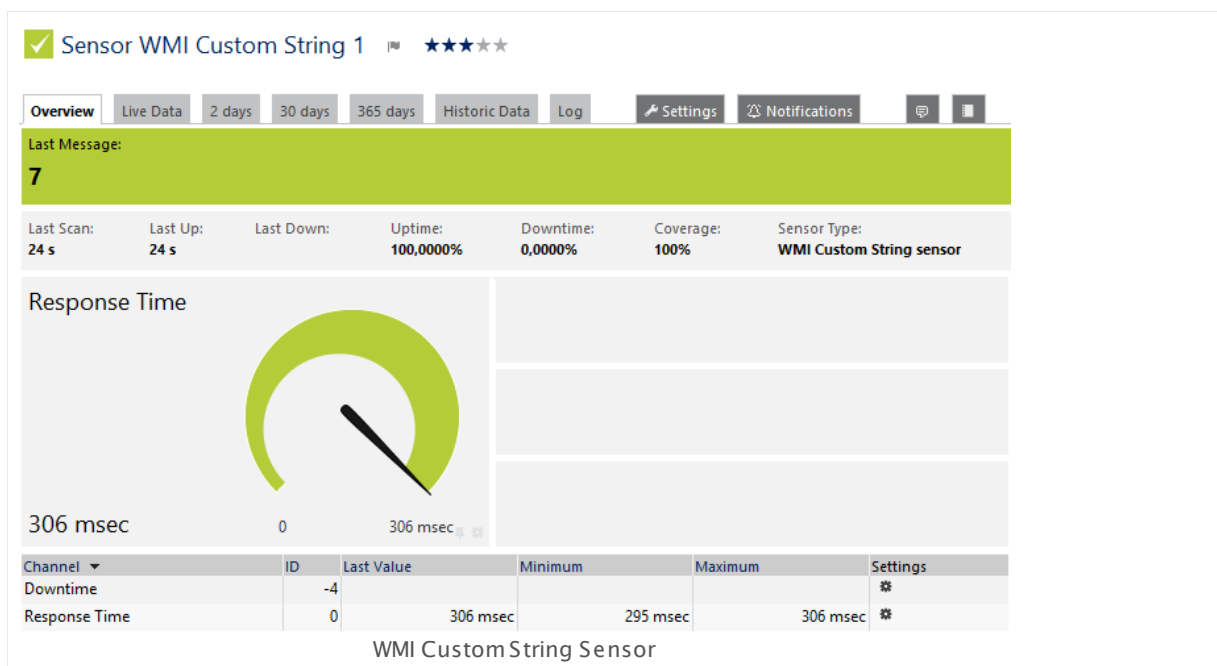 Sensor WMI Custom String 1
Overview Live Data 2 days 30 days 365 days Historic Data Log Settings Notifications
Last Message:
7
Last Scan: Last Up: Last Down: Uptime: Downtime: Coverage: Sensor Type:
24 s 24 s 100,0000% 0,0000% 100% WMI Custom String sensor
Response Time
306 msec 0 306 msec
Channel ID Last Value Minimum Maximum Settings
Downtime -4
Response Time 0 306 msec 295 msec 306 msec
WMI Custom String Sensor